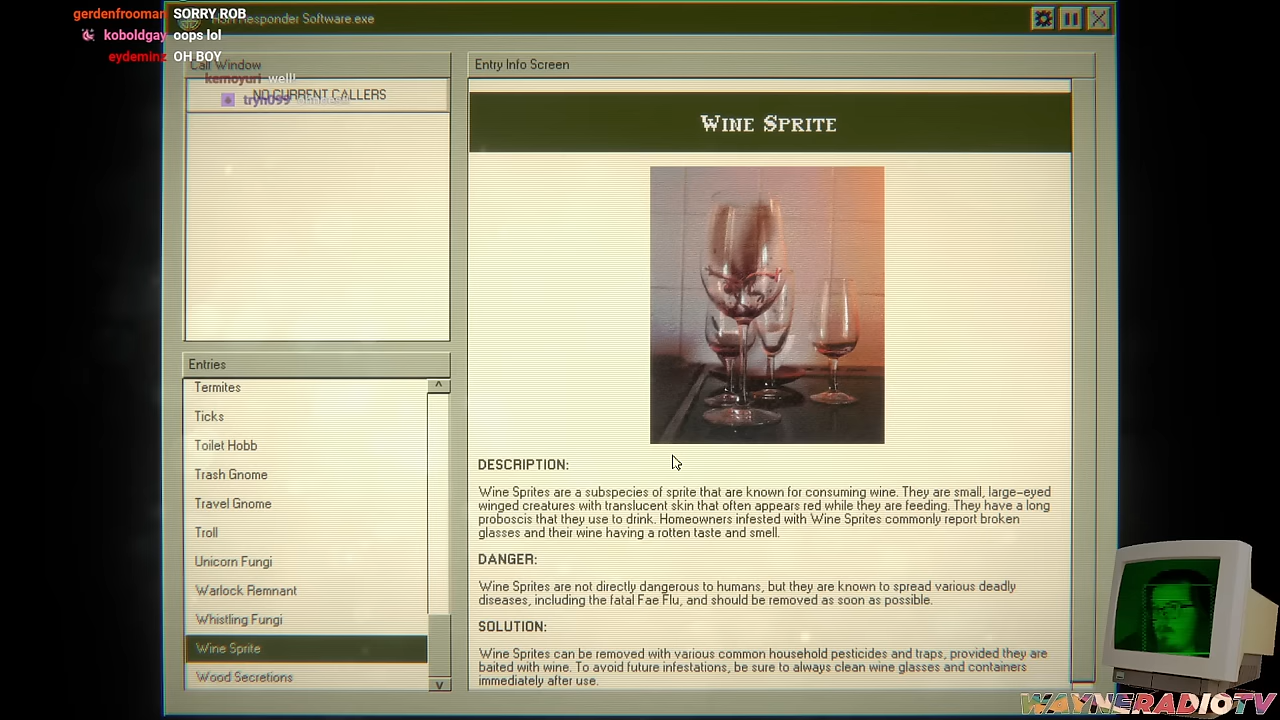 gerdenfrooman SORRY ROB
koboldgay oops lol
eydeminz OH BOY
kemoyuri well!
tryh099
Responder Software.exe
Call Window
NO CURRENT CALLERS
Entries
Termites
Ticks
Toilet Hobb
Trash Gnome
Travel Gnome
Troll
Unicorn Fungi
Warlock Remnant
Whistling Fungi
Wine Sprite
Wood Secretions
Entry Info Screen
WINE SPRITE
DESCRIPTION:
Wine Sprites are a subspecies of sprite that are known for consuming wine. They are small, large-eyed
winged creatures with translucent skin that often appears red while they are feeding. They have a long
proboscis that they use to drink. Homeowners infested with Wine Sprites commonly report broken
glasses and their wine having a rotten taste and smell.
DANGER:
Wine Sprites are not directly dangerous to humans, but they are known to spread various deadly
diseases, including the fatal Fae Flu, and should be removed as soon as possible.
SOLUTION:
Wine Sprites can be removed with various common household pesticides and traps, provided they are
baited with wine. To avoid future infestations, be sure to always clean wine glasses and containers
immediately after use.
WAYNERADIOTV